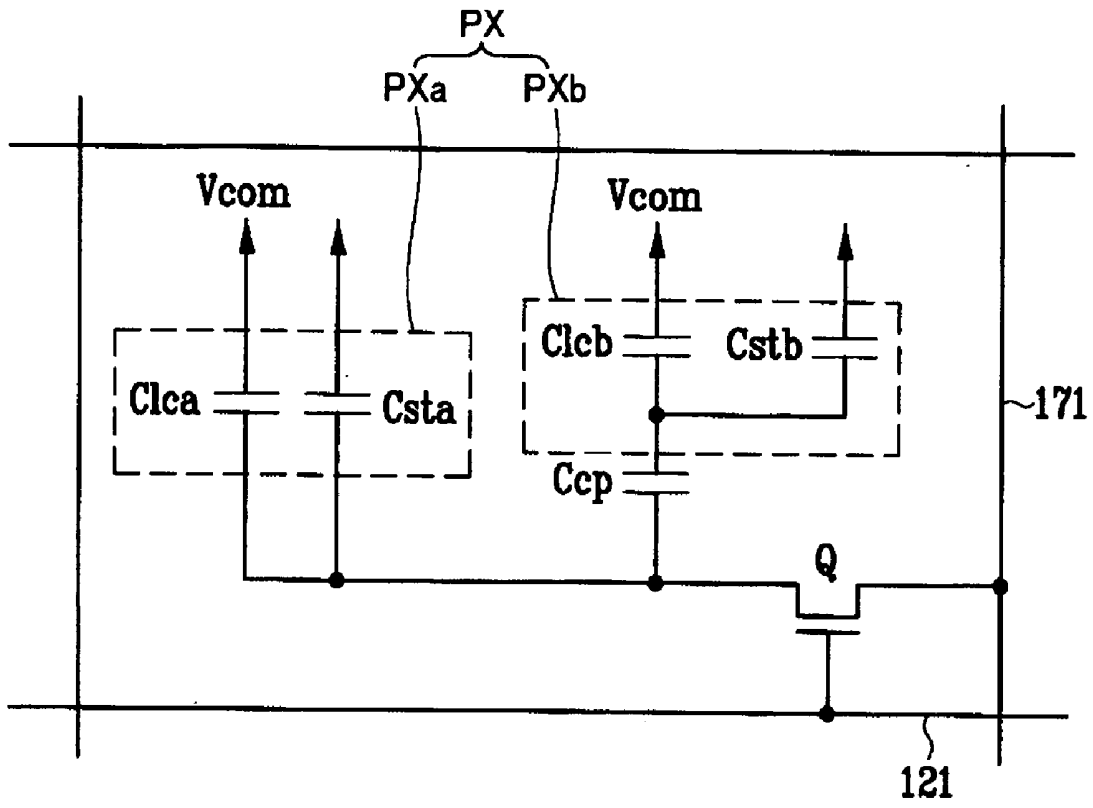 PX
PXa PXb
Vcom Vcom
Clca Csta
Clcb Cstb
Ccp
Q
171
121